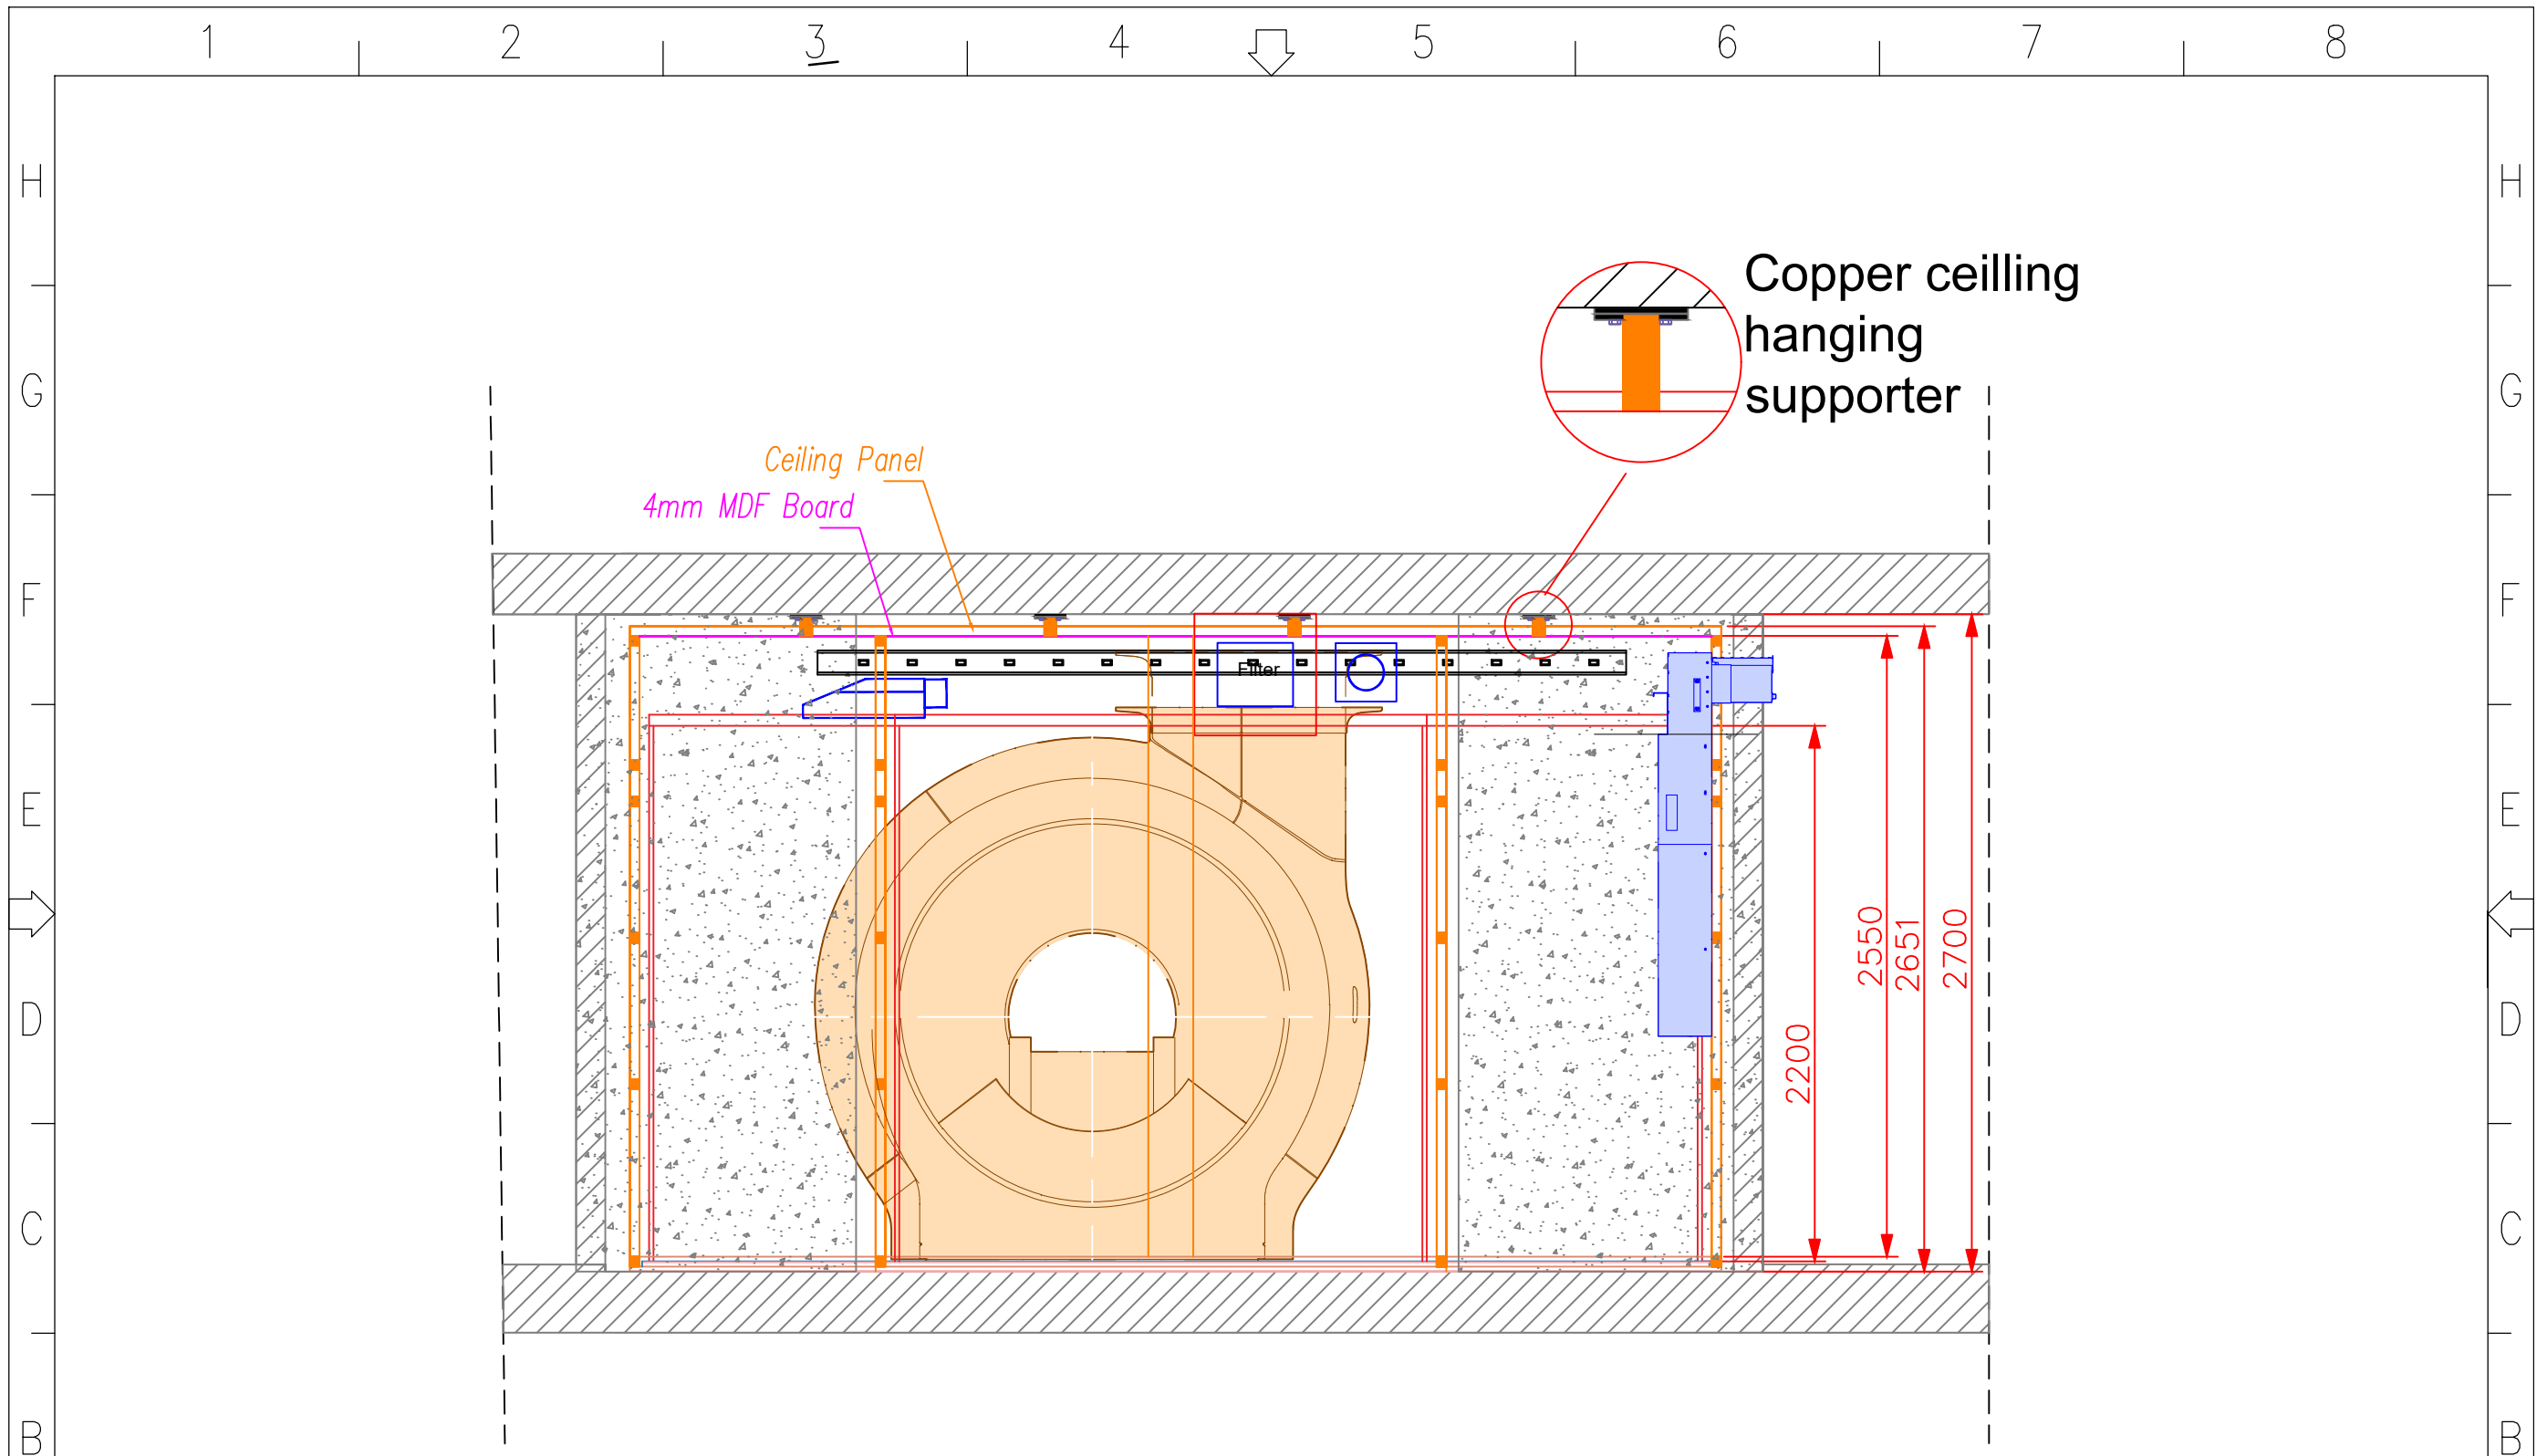 1 2 3 4 5 6 7 8
H H
Copper ceilling
hanging
supporter
G G
Ceiling Panel
4mm MDF Board
F F
Filter
E E
2550
2651
2700
D D
2200
C C
B B